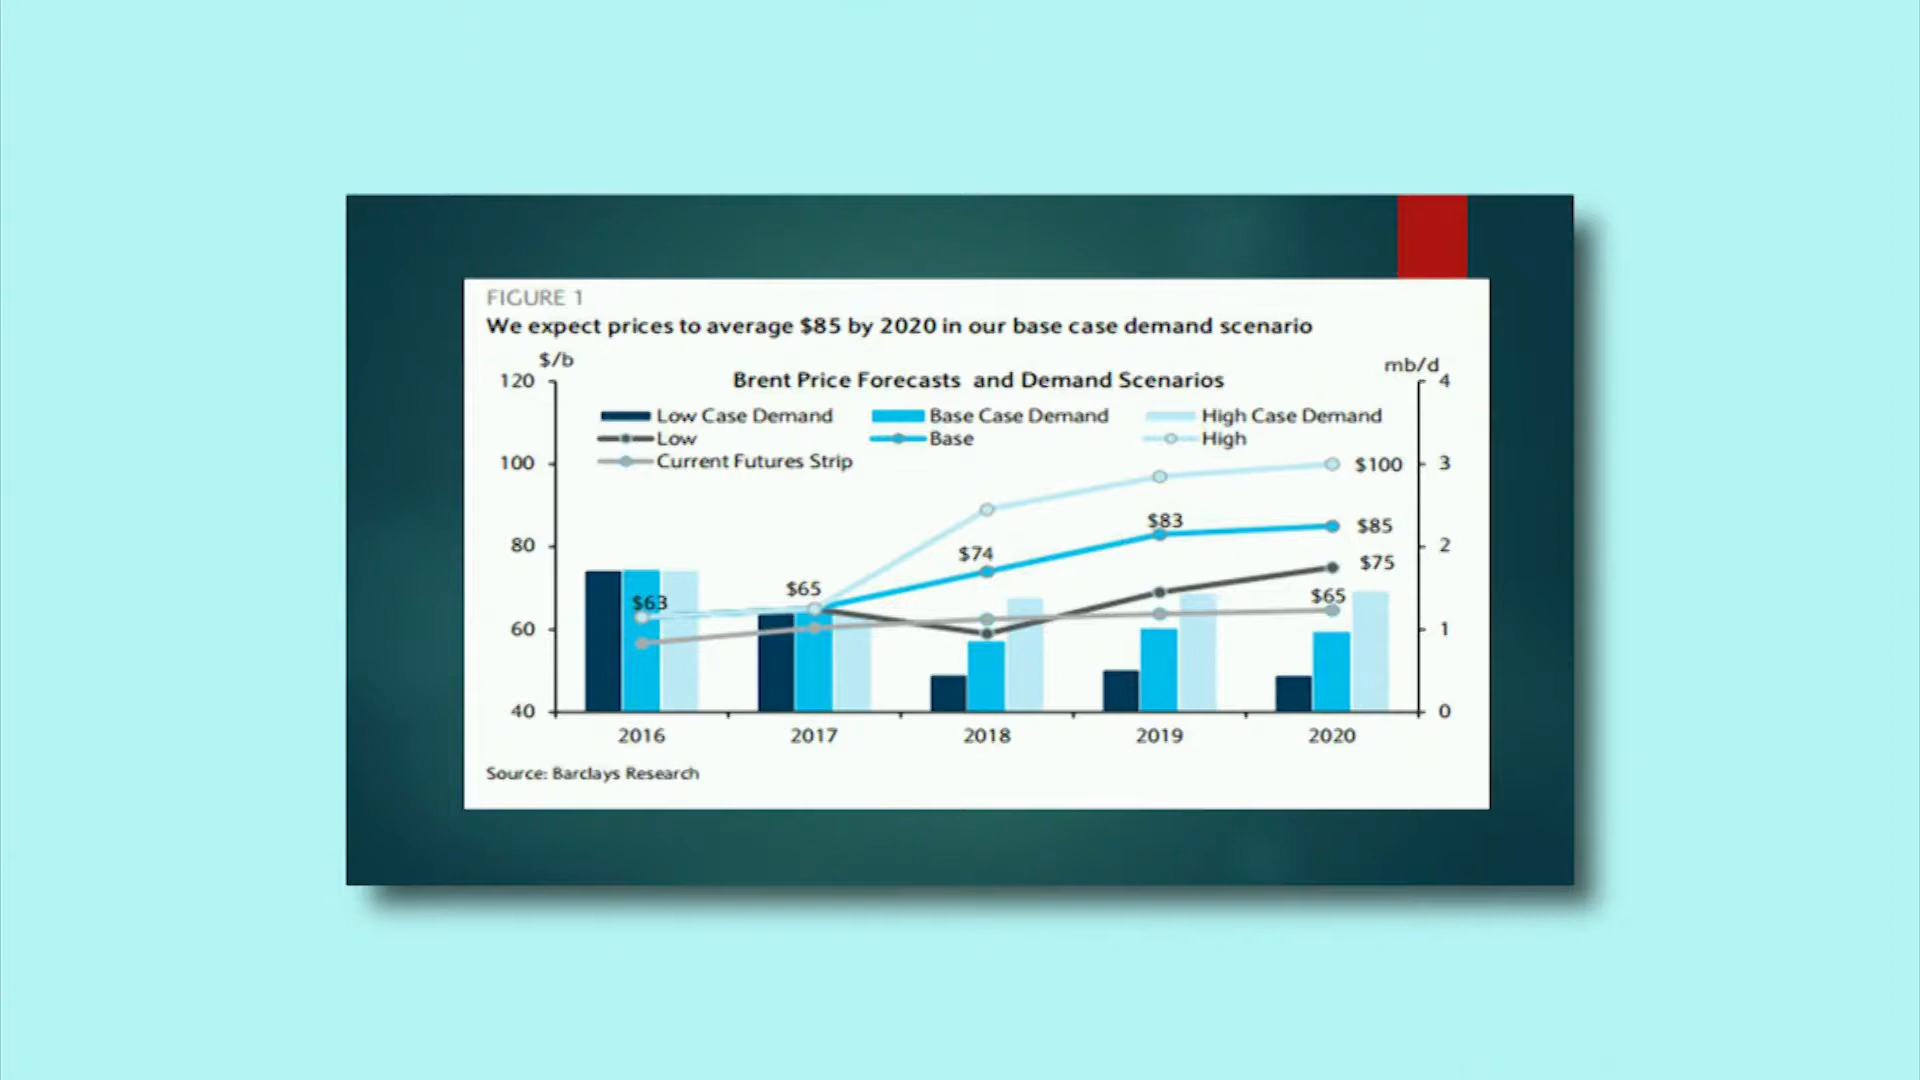 FIGURE 1
We expect prices to average $85 by 2020 in our base case demand scenario
$/b
mb/d
Brent Price Forecasts and Demand Scenarios
120
4
Low Case Demand Base Case Demand High Case Demand
Low Base High
Current Futures Strip
100
$100
3
$83
$85
80
$74
2
$75
$63
$65
$65
60
1
40
0
2016 2017 2018 2019 2020
Source: Barclays Research